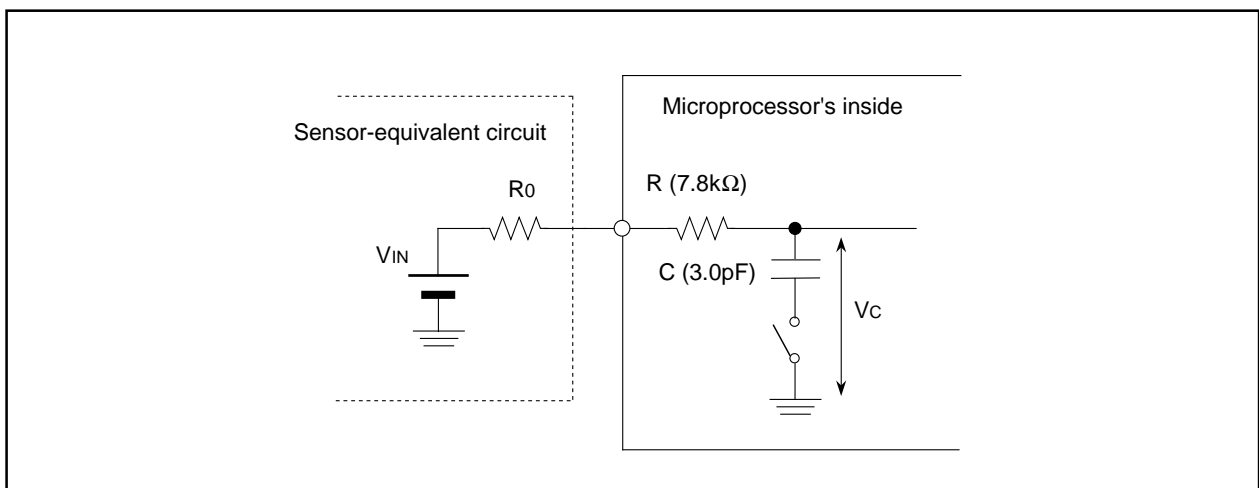 Microprocessor's inside
Sensor-equivalent circuit
R0
R (7.8kΩ)
VIN
C (3.0pF)
VC